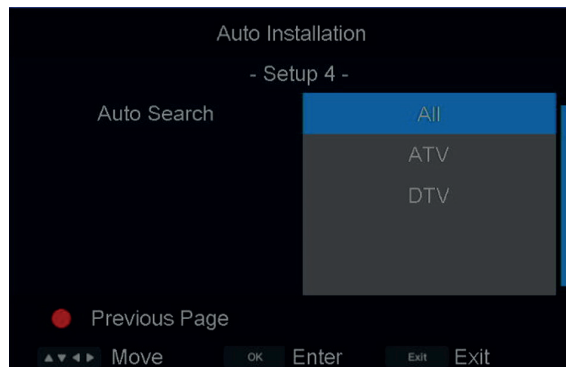 Auto Installation
- Setup 4 -
Auto Search All
ATV
DTV
Previous Page
▲▼◄► Move OK Enter Exit Exit